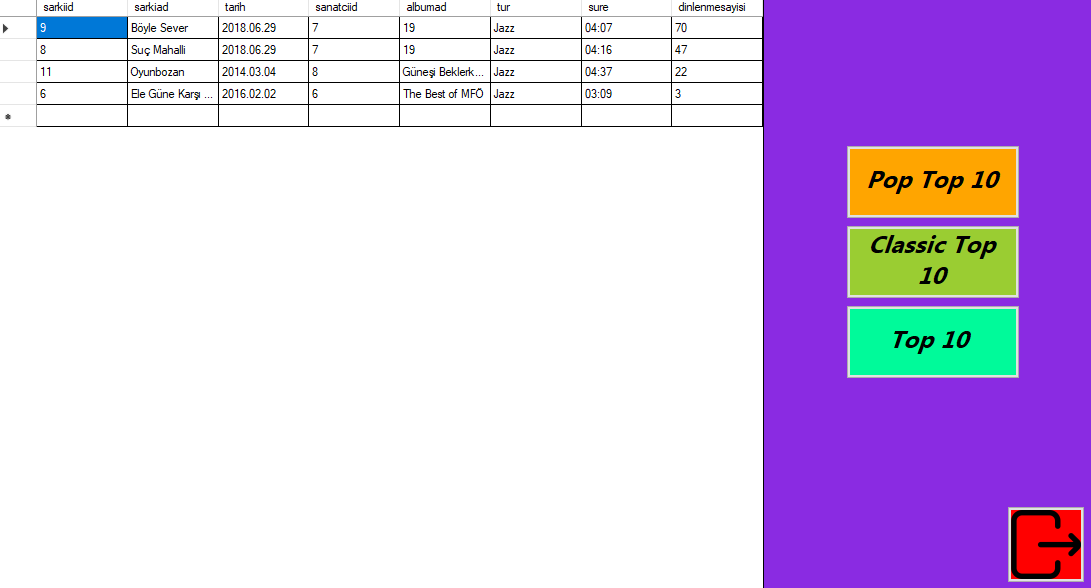 sarkiid sarkiad tarih sanatciid albumad tur sure dinlenmesayisi
9 Böyle Sever 2018.06.29 7 19 Jazz 04:07 70
8 Suç Mahalli 2018.06.29 7 19 Jazz 04:16 47
11 Oyunbozan 2014.03.04 8 Güneşi Beklerk... Jazz 04:37 22
6 Ele Güne Karşı ... 2016.02.02 6 The Best of MFÖ Jazz 03:09 3
Pop Top 10
Classic Top
10
Top 10